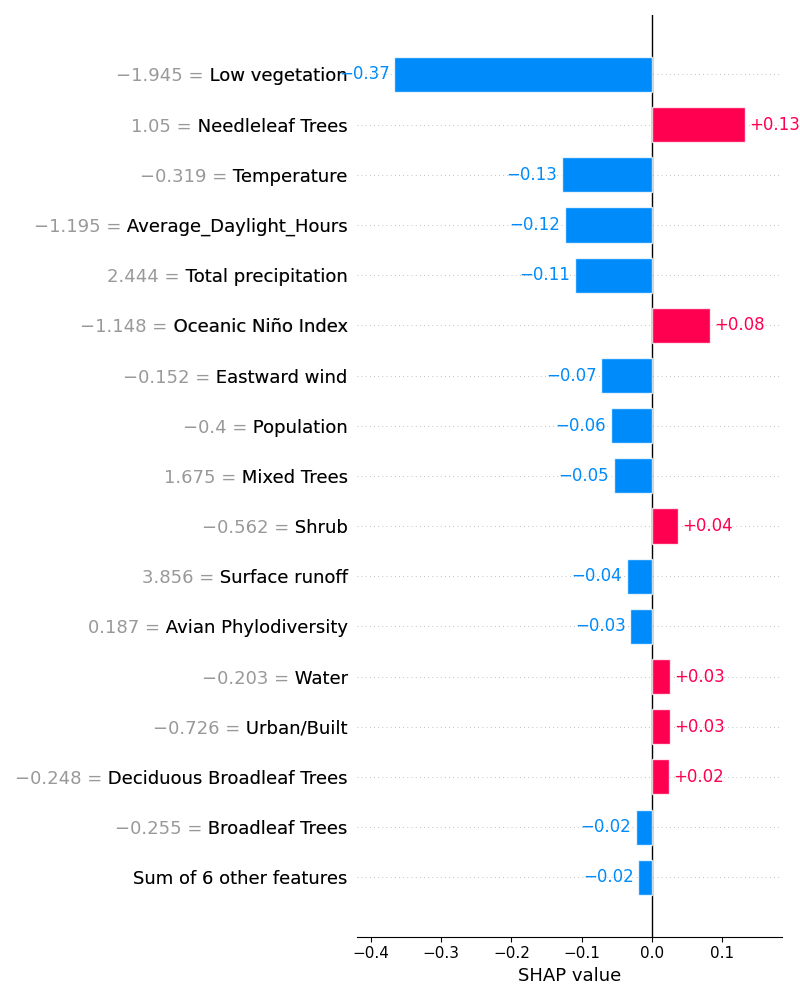 −1.945 = Low vegetation −0.37
1.05 = Needleleaf Trees +0.13
−0.319 = Temperature −0.13
−1.195 = Average_Daylight_Hours −0.12
2.444 = Total precipitation −0.11
−1.148 = Oceanic Niño Index +0.08
−0.152 = Eastward wind −0.07
−0.4 = Population −0.06
1.675 = Mixed Trees −0.05
−0.562 = Shrub +0.04
3.856 = Surface runoff −0.04
0.187 = Avian Phylodiversity −0.03
−0.203 = Water +0.03
−0.726 = Urban/Built +0.03
−0.248 = Deciduous Broadleaf Trees +0.02
−0.255 = Broadleaf Trees −0.02
Sum of 6 other features −0.02
−0.4 −0.3 −0.2 −0.1 0.0 0.1
SHAP value